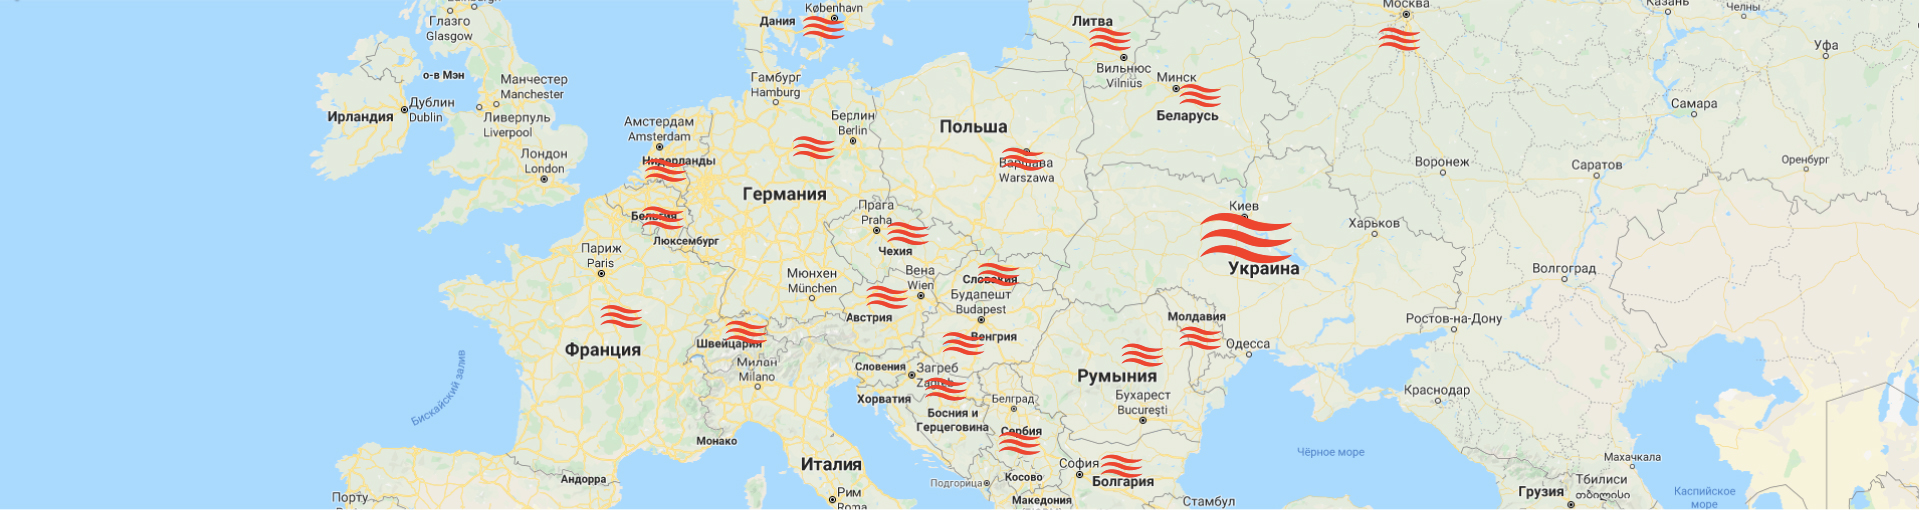 Глазго
Glasgow
о-в Мэн
Манчестер
Manchester
Дублин
Dublin
Ирландия
Ливерпуль
Liverpool
Лондон
London
København
Дания
Гамбург
Hamburg
Амстердам
Amsterdam
Нидерланды
Берлин
Berlin
Германия
Бельгия
Люксембург
Париж
Paris
Франция
Швейцария
Мюнхен
München
Милан
Milano
Монако
Андорра
Порту
Бискайский залив
Италия
Рим
Roma
Прага
Praha
Чехия
Вена
Wien
Австрия
Словакия
Будапешт
Budapest
Венгрия
Словения
Загреб
Zagreb
Хорватия
Босния и
Герцеговина
Белград
Сербия
Подгорица
Косово
Македония
София
Болгария
Румыния
Бухарест
București
Стамбул
Молдавия
Одесса
Литва
Вильнюс
Vilnius
Минск
Беларусь
Польша
Варшава
Warszawa
Киев
Украина
Харьков
Москва
Воронеж
Казань
Челны
Уфа
Самара
Саратов
Оренбург
Волгоград
Ростов-на-Дону
Краснодар
Чёрное море
Махачкала
Грузия
Тбилиси
თბილისი
Каспийское
море